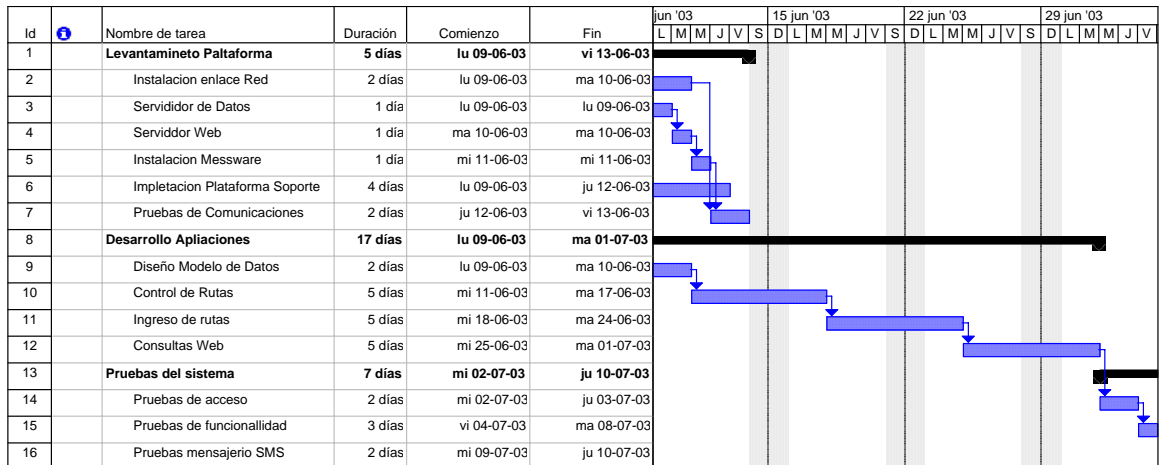 jun '03 15 jun '03 22 jun '03 29 jun '03
Id Nombre de tarea Duración Comienzo Fin L M M J V S D L M M J V S D L M M J V S D L M M J V
1 Levantamineto Paltaforma 5 días lu 09-06-03 vi 13-06-03
2 Instalacion enlace Red 2 días lu 09-06-03 ma 10-06-03
3 Servididor de Datos 1 día lu 09-06-03 lu 09-06-03
4 Serviddor Web 1 día ma 10-06-03 ma 10-06-03
5 Instalacion Messware 1 día mi 11-06-03 mi 11-06-03
6 Impletacion Plataforma Soporte 4 días lu 09-06-03 ju 12-06-03
7 Pruebas de Comunicaciones 2 días ju 12-06-03 vi 13-06-03
8 Desarrollo Apliaciones 17 días lu 09-06-03 ma 01-07-03
9 Diseño Modelo de Datos 2 días lu 09-06-03 ma 10-06-03
10 Control de Rutas 5 días mi 11-06-03 ma 17-06-03
11 Ingreso de rutas 5 días mi 18-06-03 ma 24-06-03
12 Consultas Web 5 días mi 25-06-03 ma 01-07-03
13 Pruebas del sistema 7 días mi 02-07-03 ju 10-07-03
14 Pruebas de acceso 2 días mi 02-07-03 ju 03-07-03
15 Pruebas de funcionallidad 3 días vi 04-07-03 ma 08-07-03
16 Pruebas mensajerio SMS 2 días mi 09-07-03 ju 10-07-03